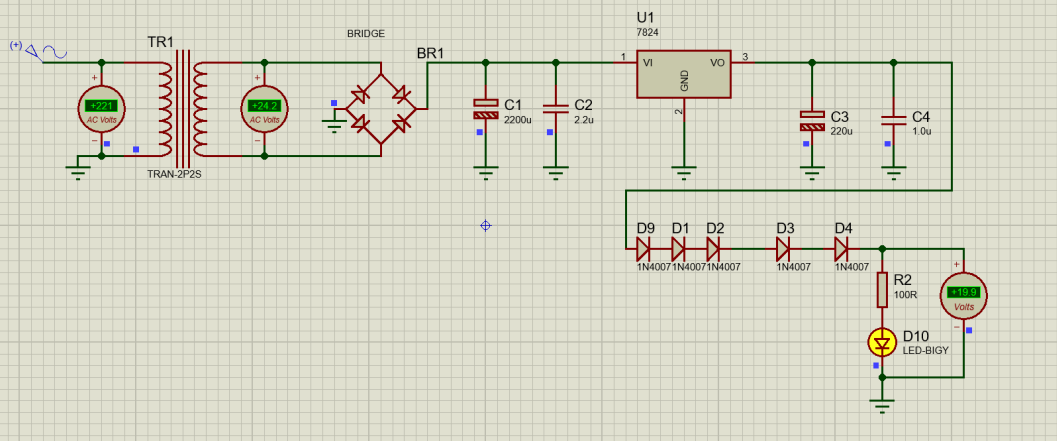 (+)
TR1
+221
AC Volts
TRAN-2P2S
+24.2
AC Volts
BRIDGE
BR1
C1
2200u
C2
2.2u
U1
7824
1
VI
VO
3
GND
2
C3
220u
C4
1.0u
D9
1N4007
D1
1N4007
D2
1N4007
D3
1N4007
D4
1N4007
R2
100R
+19.9
Volts
D10
LED-BIGY